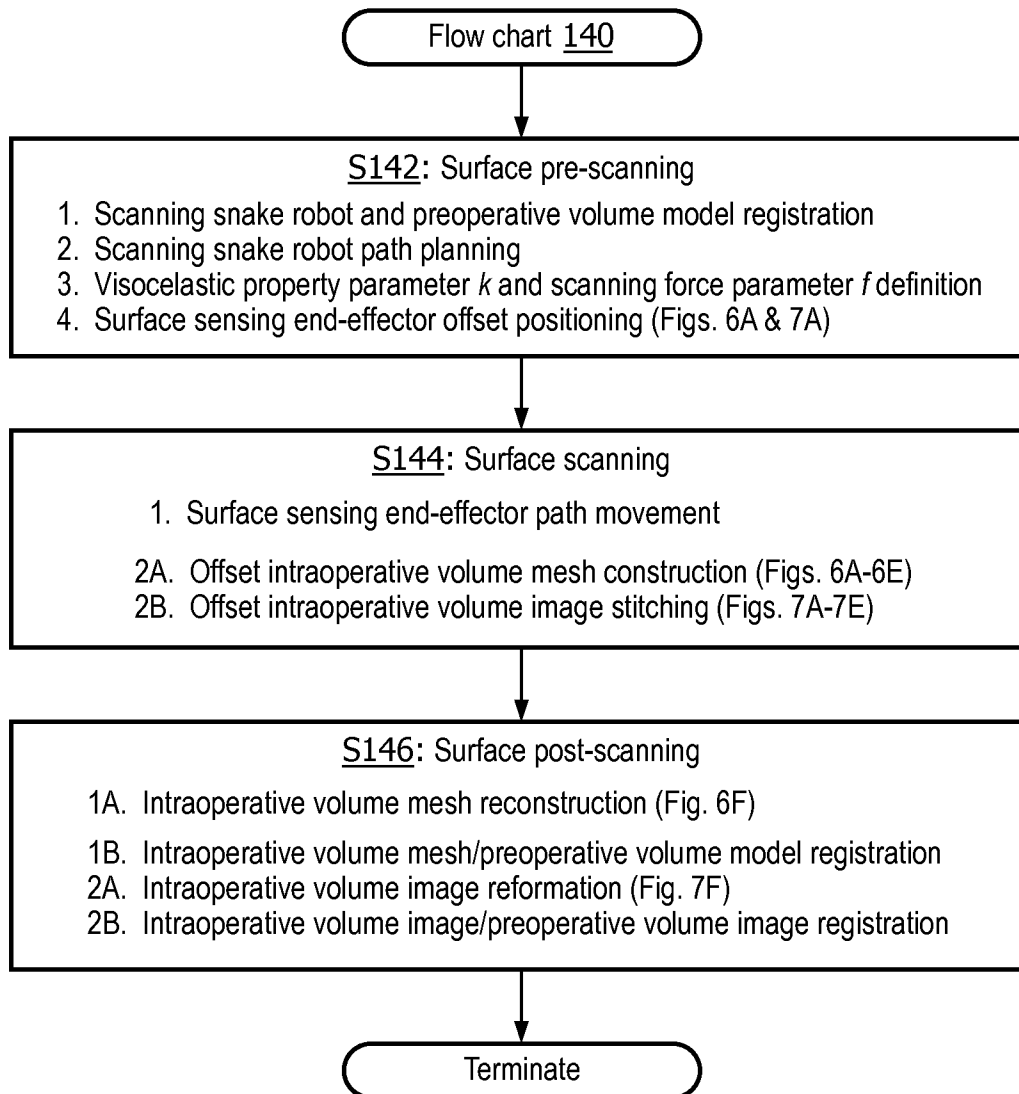 Flow chart 140
S142: Surface pre-scanning
1. Scanning snake robot and preoperative volume model registration
2. Scanning snake robot path planning
3. Visocelastic property parameter k and scanning force parameter f definition
4. Surface sensing end-effector offset positioning (Figs. 6A & 7A)
S144: Surface scanning
1. Surface sensing end-effector path movement
2A. Offset intraoperative volume mesh construction (Figs. 6A-6E)
2B. Offset intraoperative volume image stitching (Figs. 7A-7E)
S146: Surface post-scanning
1A. Intraoperative volume mesh reconstruction (Fig. 6F)
1B. Intraoperative volume mesh/preoperative volume model registration
2A. Intraoperative volume image reformation (Fig. 7F)
2B. Intraoperative volume image/preoperative volume image registration
Terminate